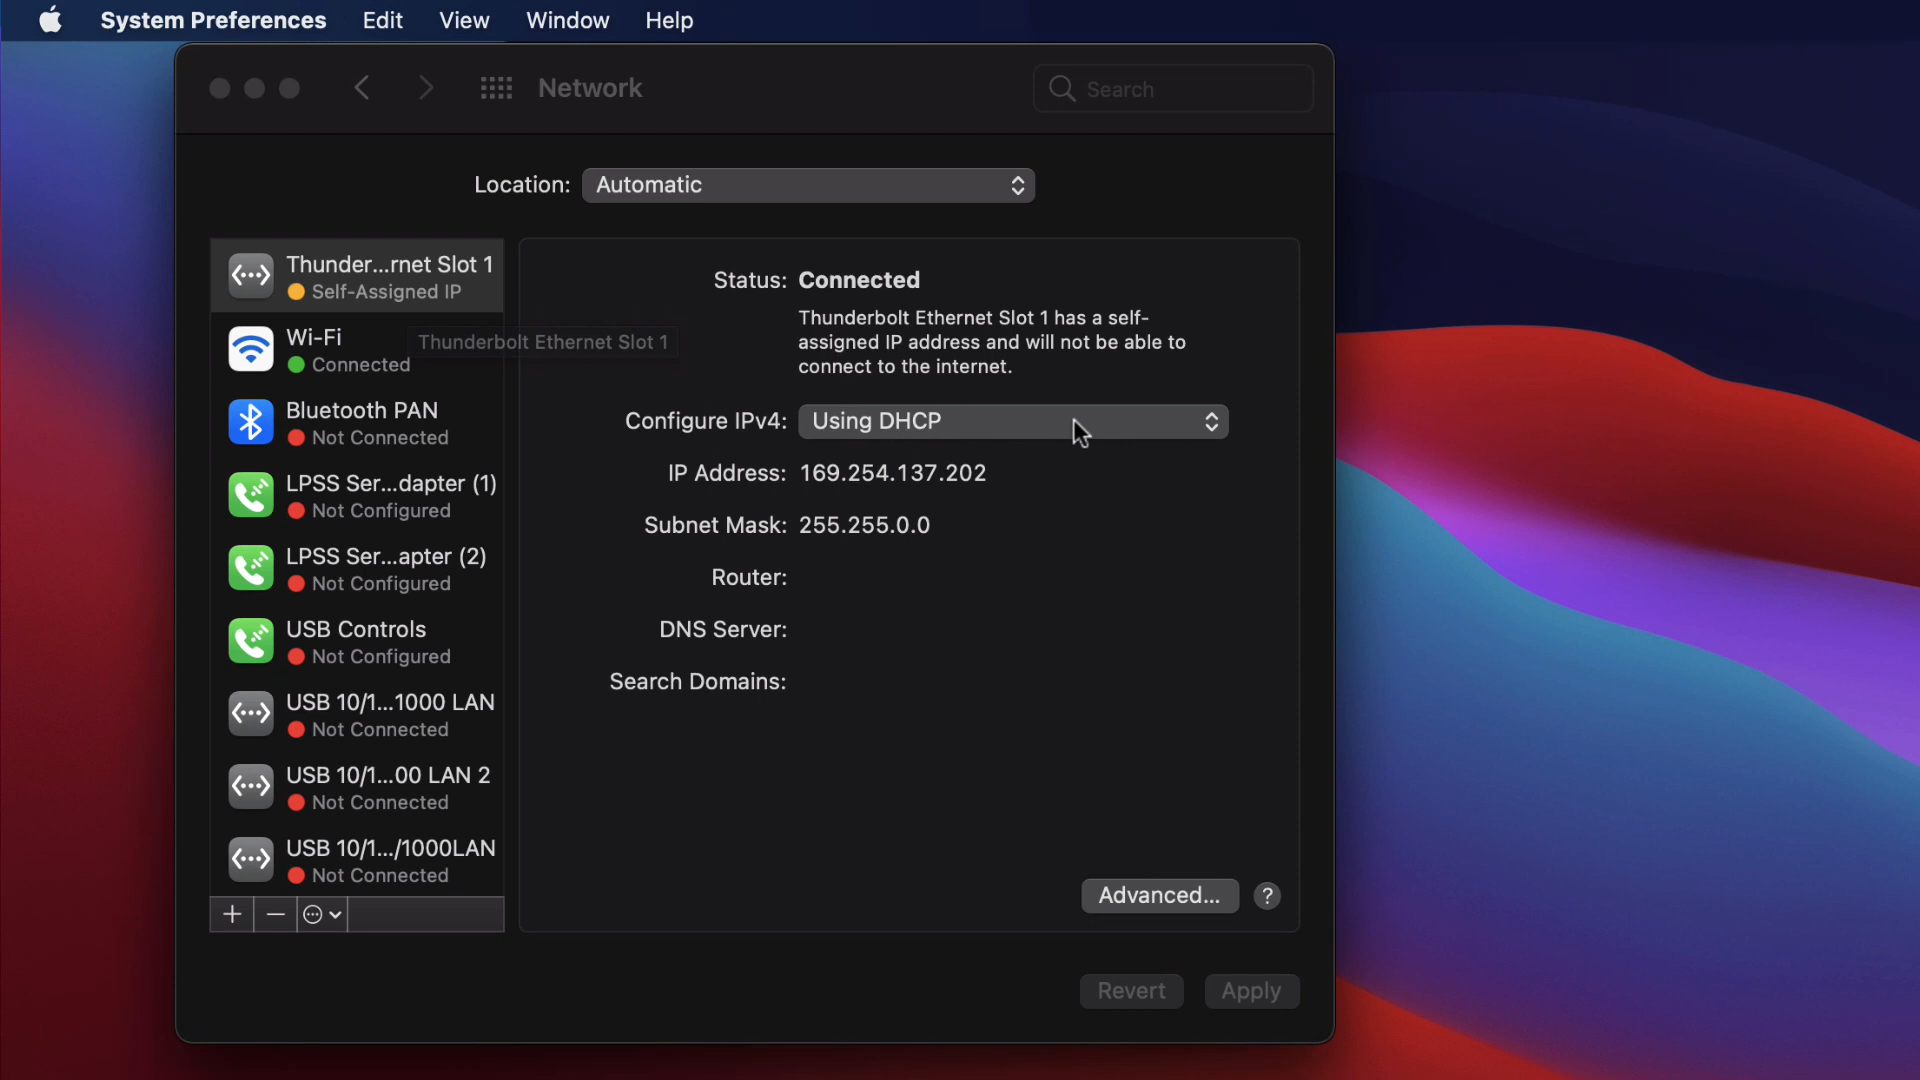 System Preferences Edit View Window Help
Network
Search
Location: Automatic
Thunder...rnet Slot 1
Self-Assigned IP
Wi-Fi
Connected
Thunderbolt Ethernet Slot 1
Bluetooth PAN
Not Connected
LPSS Ser...dapter (1)
Not Configured
LPSS Ser...apter (2)
Not Configured
USB Controls
Not Configured
USB 10/1...1000 LAN
Not Connected
USB 10/1...00 LAN 2
Not Connected
USB 10/1.../1000LAN
Not Connected
Status: Connected
Thunderbolt Ethernet Slot 1 has a self-
assigned IP address and will not be able to
connect to the internet.
Configure IPv4: Using DHCP
IP Address: 169.254.137.202
Subnet Mask: 255.255.0.0
Router:
DNS Server:
Search Domains:
Advanced... ?
Revert Apply